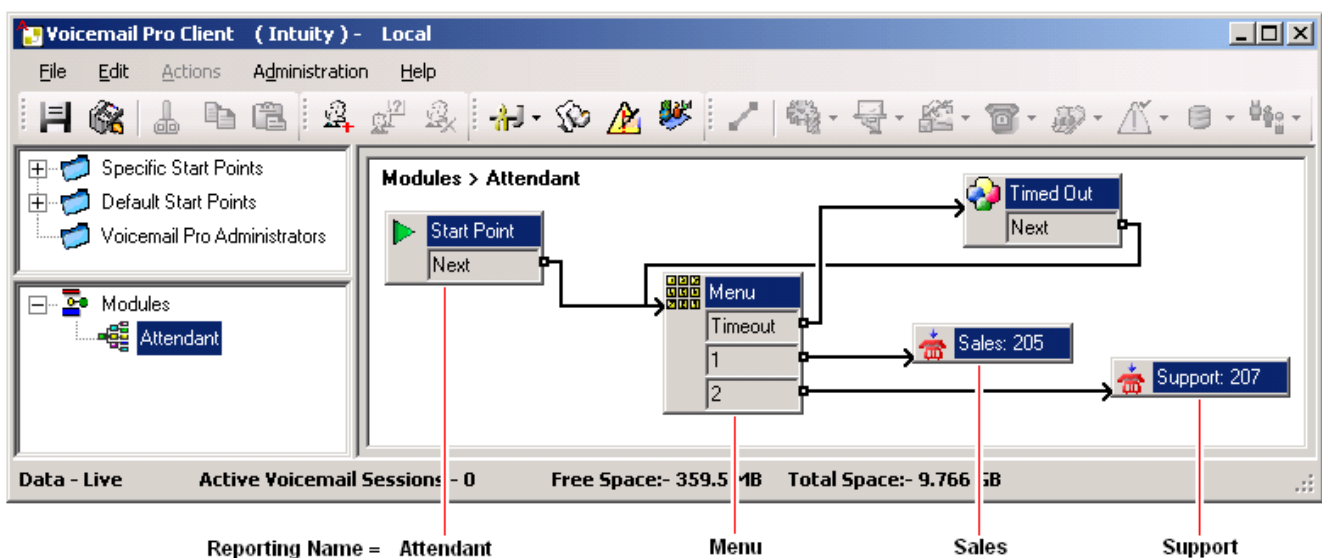 Voicemail Pro Client ( Intuity ) - Local
File Edit Actions Administration Help
Specific Start Points
Default Start Points
Voicemail Pro Administrators
Modules
Attendant
Modules > Attendant
Start Point
Next
Menu
Timeout
1
2
Timed Out
Next
Sales: 205
Support: 207
Data - Live Active Voicemail Sessions - 0 Free Space:- 359.5 MB Total Space:- 9.766 GB
Reporting Name = Attendant Menu Sales Support